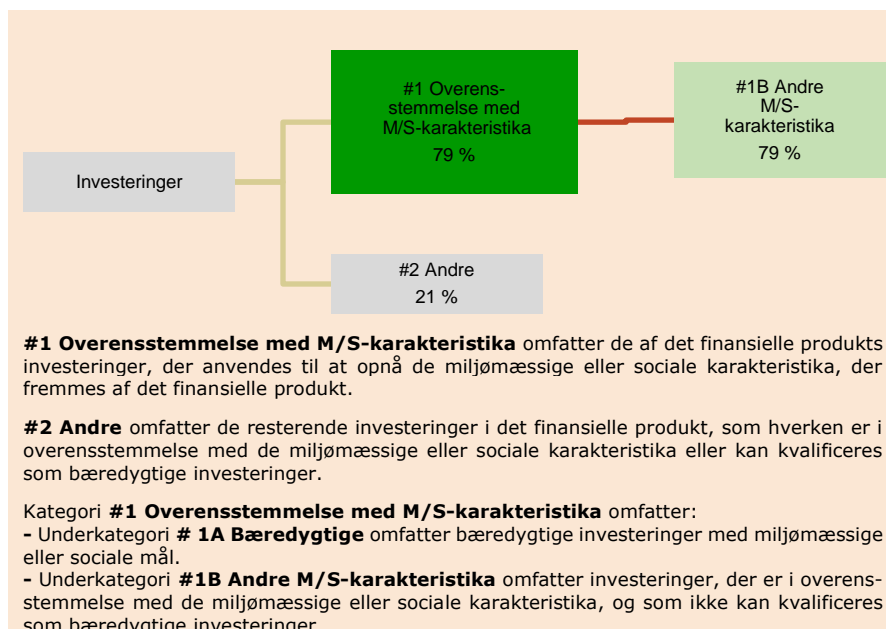 #1 Overens-
stemmelse med
M/S-karakteristika
79 %
#1B Andre
M/S-
karakteristika
79 %
Investeringer
#2 Andre
21 %
#1 Overensstemmelse med M/S-karakteristika omfatter de af det finansielle produkts
investeringer, der anvendes til at opnå de miljømæssige eller sociale karakteristika, der
fremmes af det finansielle produkt.
#2 Andre omfatter de resterende investeringer i det finansielle produkt, som hverken er i
overensstemmelse med de miljømæssige eller sociale karakteristika eller kan kvalificeres
som bæredygtige investeringer.
Kategori #1 Overensstemmelse med M/S-karakteristika omfatter:
- Underkategori # 1A Bæredygtige omfatter bæredygtige investeringer med miljømæssige
eller sociale mål.
- Underkategori #1B Andre M/S-karakteristika omfatter investeringer, der er i overens-
stemmelse med de miljømæssige eller sociale karakteristika, og som ikke kan kvalificeres
som bæredygtige investeringer.